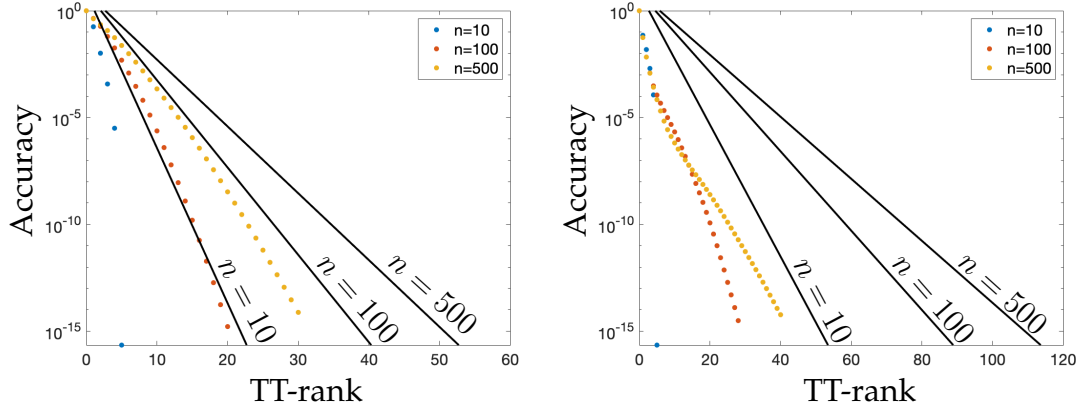 10^0
10^-5
10^-10
10^-15
Accuracy
0 10 20 30 40 50 60
TT-rank
n=10
n=100
n=500
n = 10
n = 100
n = 500
10^0
10^-5
10^-10
10^-15
Accuracy
0 20 40 60 80 100 120
TT-rank
n=10
n=100
n=500
n = 10
n = 100
n = 500